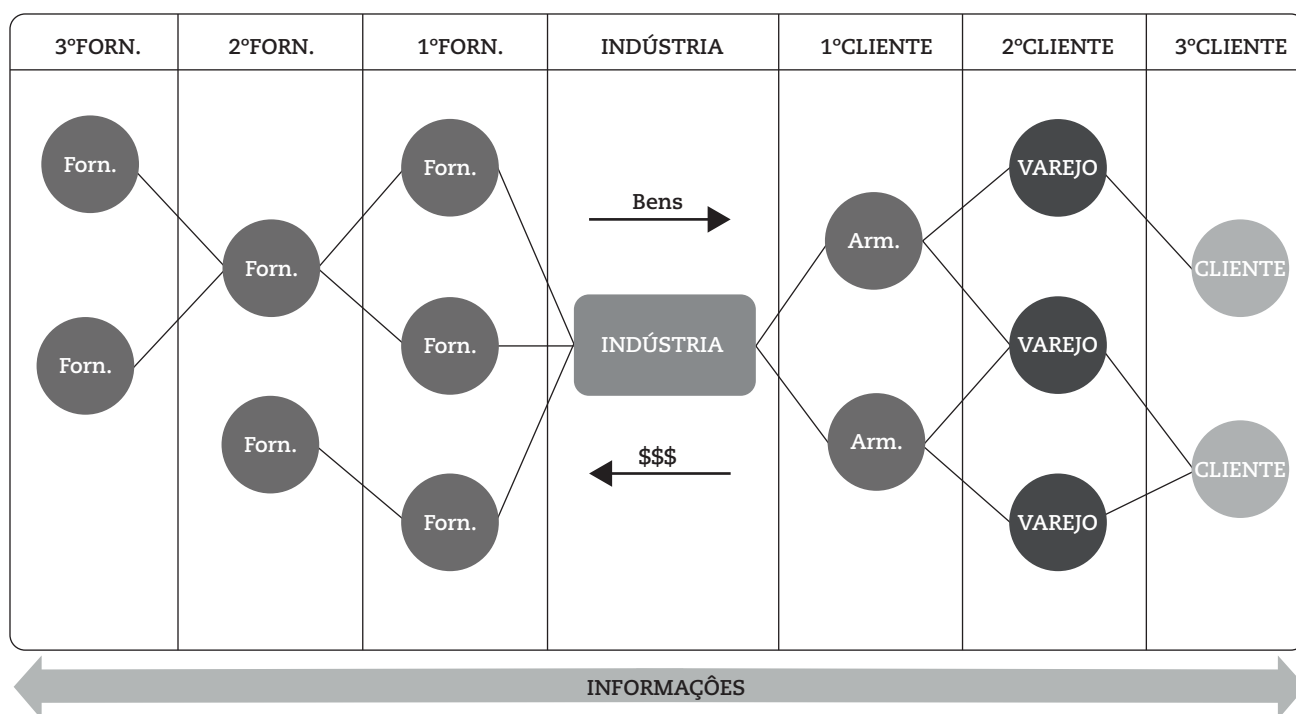 3ºFORN.
2ºFORN.
1ºFORN.
INDÚSTRIA
1ºCLIENTE
2ºCLIENTE
3ºCLIENTE
Forn.
Forn.
Forn.
Forn.
Forn.
Forn.
Forn.
Bens
INDÚSTRIA
$$$
Arm.
Arm.
VAREJO
VAREJO
VAREJO
CLIENTE
CLIENTE
INFORMAÇÔES